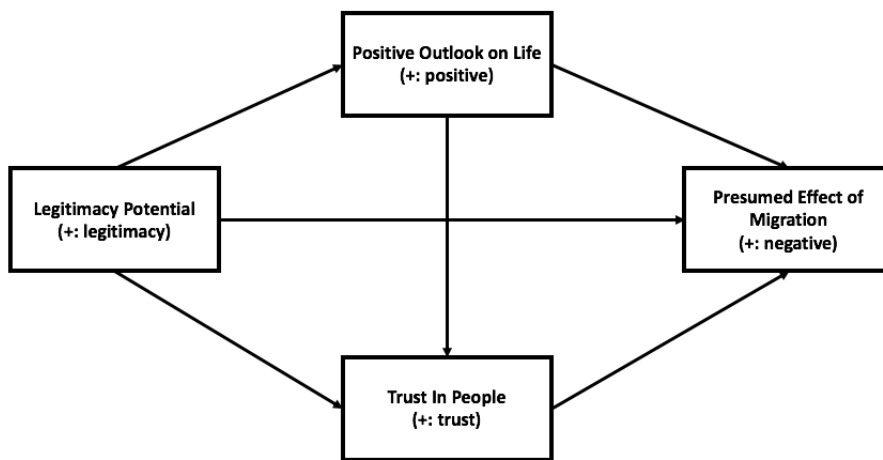 Positive Outlook on Life
(+: positive)
Legitimacy Potential
(+: legitimacy)
Presumed Effect of
Migration
(+: negative)
Trust In People
(+: trust)